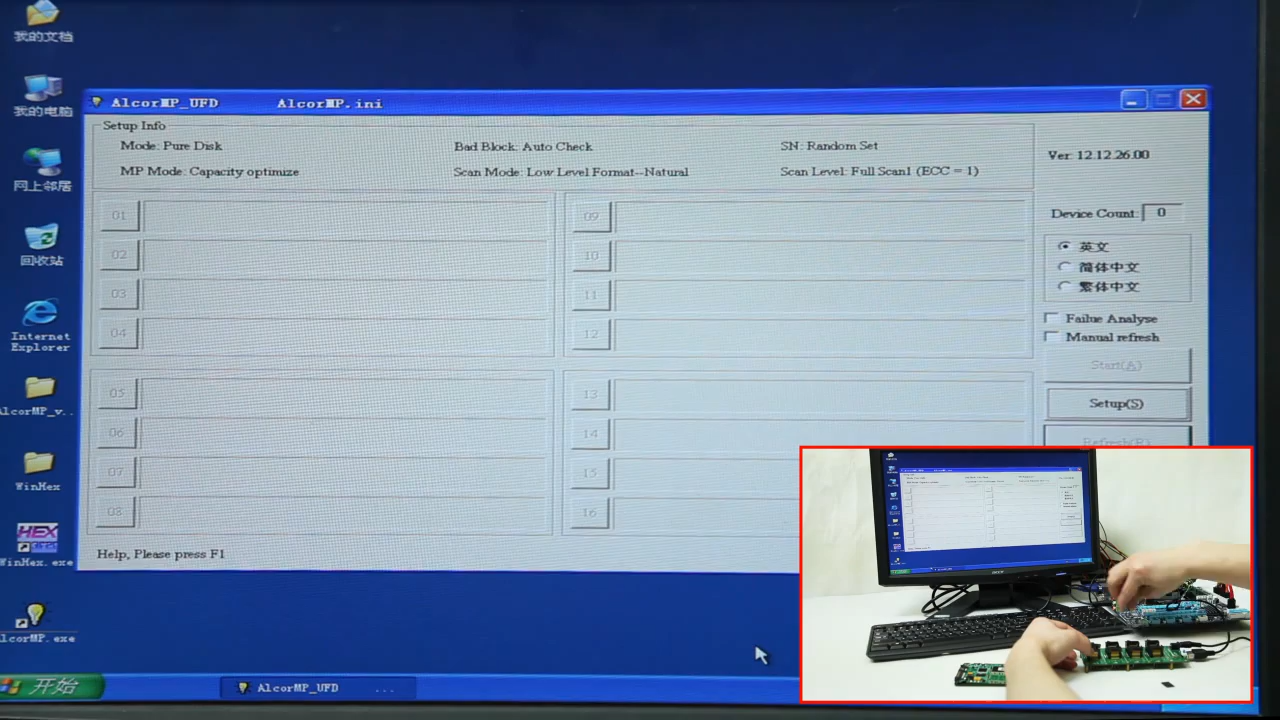 我的文档
我的电脑
网上邻居
回收站
Internet
Explorer
AlcorMP_v..
WinHex
HEX
WinHex.exe
AlcorMP.exe
开始
AlcorMP_UFD AlcorMP.ini
Setup Info
Mode: Pure Disk
Bad Block: Auto Check
SN: Random Set
MP Mode: Capacity optimize
Scan Mode: Low Level Format--Natural
Scan Level: Full Scan1 (ECC = 1)
Ver: 12.12.26.00
01
02
03
04
05
06
07
08
09
10
11
12
13
14
15
16
Device Count: 0
英文
简体中文
繁体中文
Failue Analyse
Manual refresh
Start(A)
Setup(S)
Refresh(R)
Help, Please press F1
AlcorMP_UFD ...